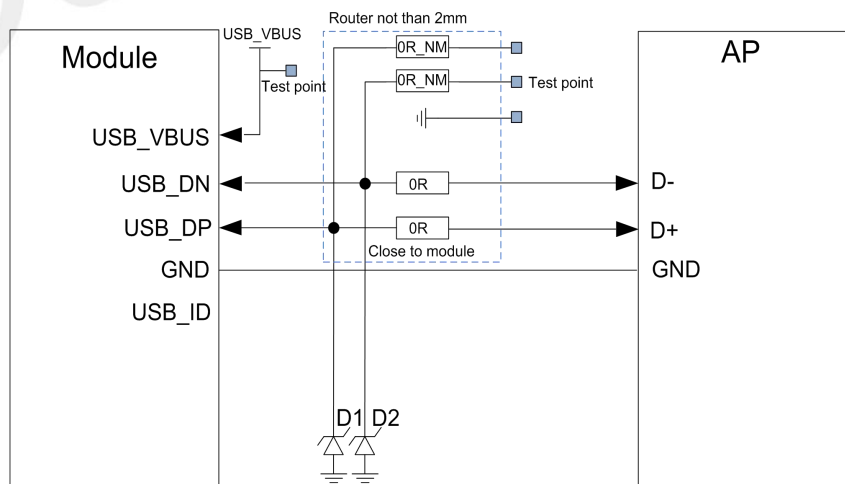 Router not than 2mm
Module
USB_VBUS
0R_NM
AP
0R_NM
Test point
Test point
USB_VBUS
USB_DN
0R
D-
USB_DP
0R
D+
Close to module
GND
GND
USB_ID
D1 D2